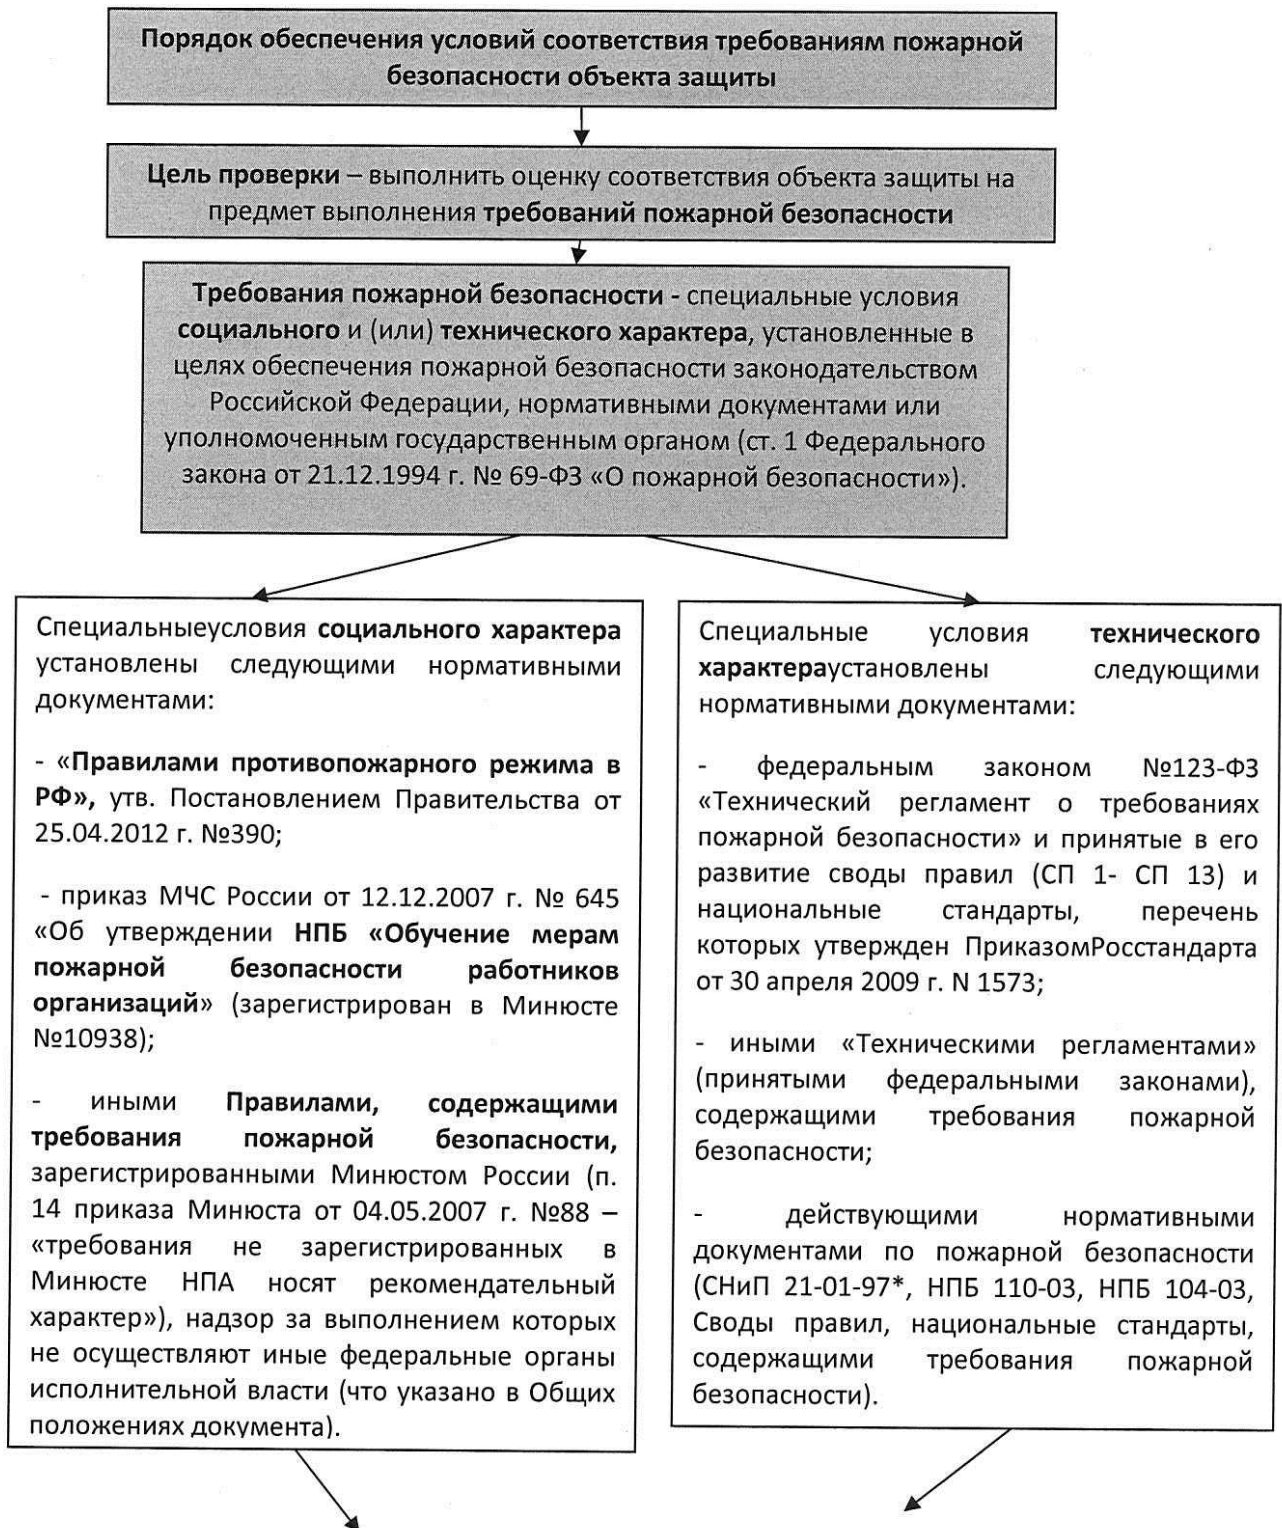 Порядок обеспечения условий соответствия требованиям пожарной
безопасности объекта защиты
Цель проверки – выполнить оценку соответствия объекта защиты на
предмет выполнения требований пожарной безопасности
Требования пожарной безопасности - специальные условия
социального и (или) технического характера, установленные в
целях обеспечения пожарной безопасности законодательством
Российской Федерации, нормативными документами или
уполномоченным государственным органом (ст. 1 Федерального
закона от 21.12.1994 г. № 69-ФЗ «О пожарной безопасности»).
Специальныеусловия социального характера
установлены следующими нормативными
документами:
- «Правилами противопожарного режима в
РФ», утв. Постановлением Правительства от
25.04.2012 г. №390;
- приказ МЧС России от 12.12.2007 г. № 645
«Об утверждении НПБ «Обучение мерам
пожарной безопасности работников
организаций» (зарегистрирован в Минюсте
№10938);
- иными Правилами, содержащими
требования пожарной безопасности,
зарегистрированными Минюстом России (п.
14 приказа Минюста от 04.05.2007 г. №88 –
«требования не зарегистрированных в
Минюсте НПА носят рекомендательный
характер»), надзор за выполнением которых
не осуществляют иные федеральные органы
исполнительной власти (что указано в Общих
положениях документа).
Специальные условия технического
характераустановлены следующими
нормативными документами:
- федеральным законом №123-ФЗ
«Технический регламент о требованиях
пожарной безопасности» и принятые в его
развитие своды правил (СП 1- СП 13) и
национальные стандарты, перечень
которых утвержден ПриказомРосстандарта
от 30 апреля 2009 г. N 1573;
- иными «Техническими регламентами»
(принятыми федеральными законами),
содержащими требования пожарной
безопасности;
- действующими нормативными
документами по пожарной безопасности
(СНиП 21-01-97*, НПБ 110-03, НПБ 104-03,
Своды правил, национальные стандарты,
содержащими требования пожарной
безопасности).